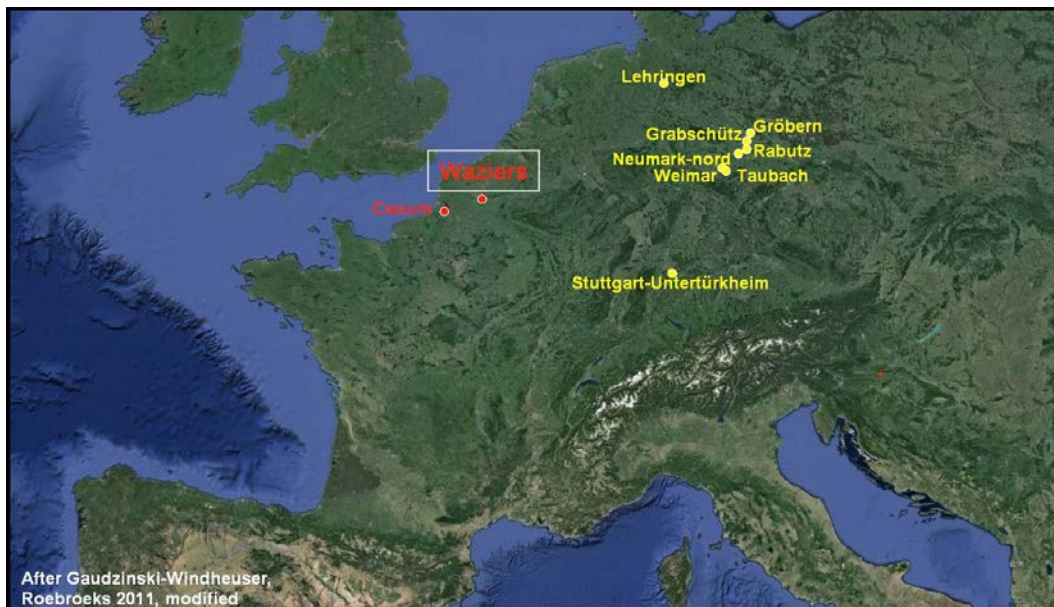 Lehringen
Gröbern
Grabschütz
Rabutz
Neumark-nord
Weimar
Taubach
Waziers
Caours
Stuttgart-Untertürkheim
After Gaudzinski-Windheuser,
Roebroeks 2011, modified